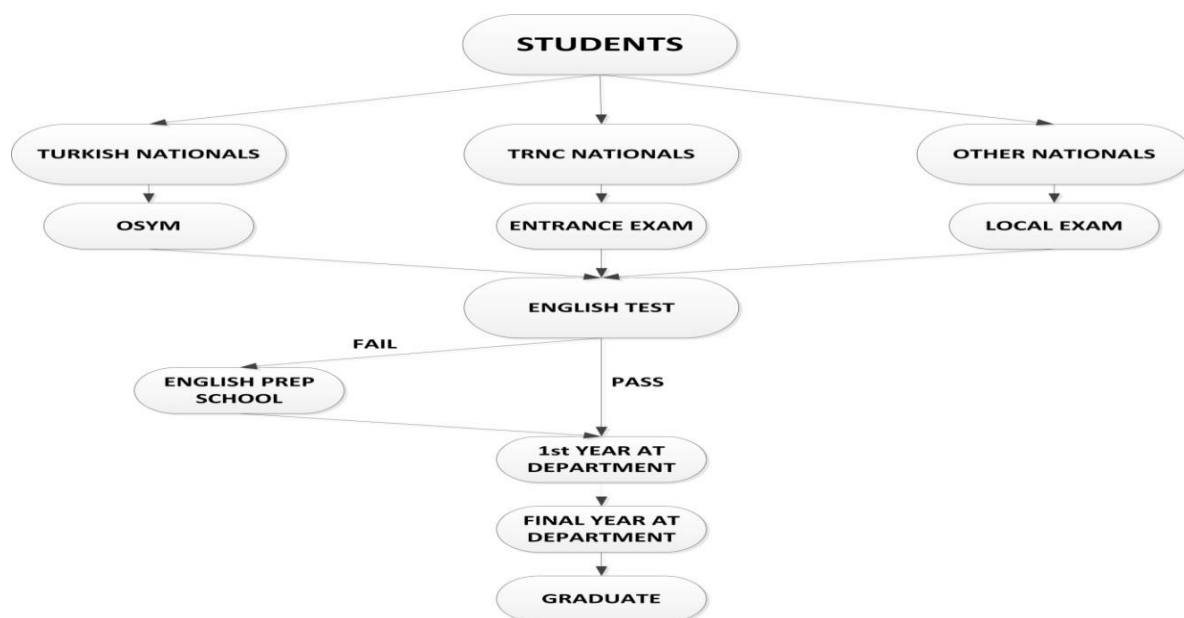 STUDENTS
TURKISH NATIONALS
TRNC NATIONALS
OTHER NATIONALS
OSYM
ENTRANCE EXAM
LOCAL EXAM
ENGLISH TEST
FAIL
PASS
ENGLISH PREP
SCHOOL
1st YEAR AT
DEPARTMENT
FINAL YEAR AT
DEPARTMENT
GRADUATE